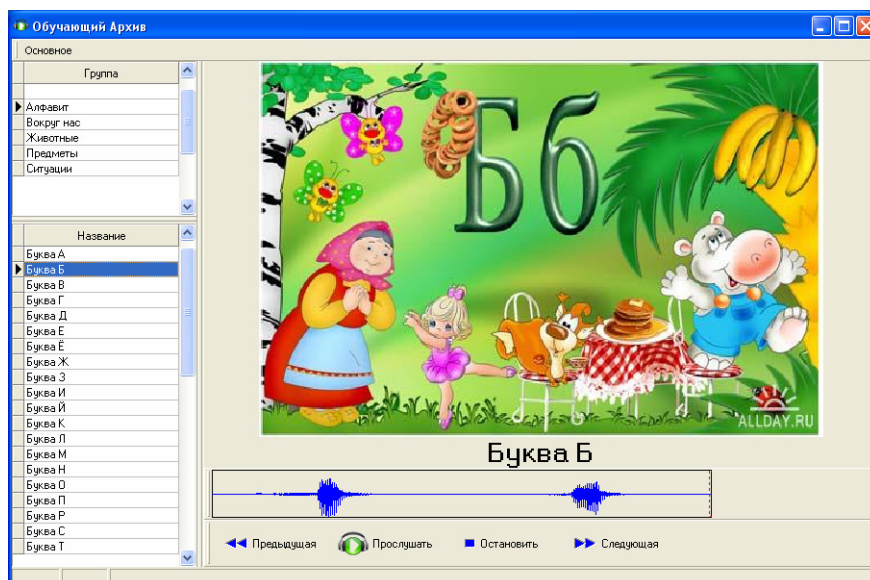 Обучающий Архив
Основное
Группа
Алфавит
Вокруг нас
Животные
Предметы
Ситуации
Название
Буква А
Буква Б
Буква В
Буква Г
Буква Д
Буква Е
Буква Ё
Буква Ж
Буква З
Буква И
Буква Й
Буква К
Буква Л
Буква М
Буква Н
Буква О
Буква П
Буква Р
Буква С
Буква Т
Бб
ALLDAY.RU
Буква Б
Предыдущая Прослушать Остановить Следующая